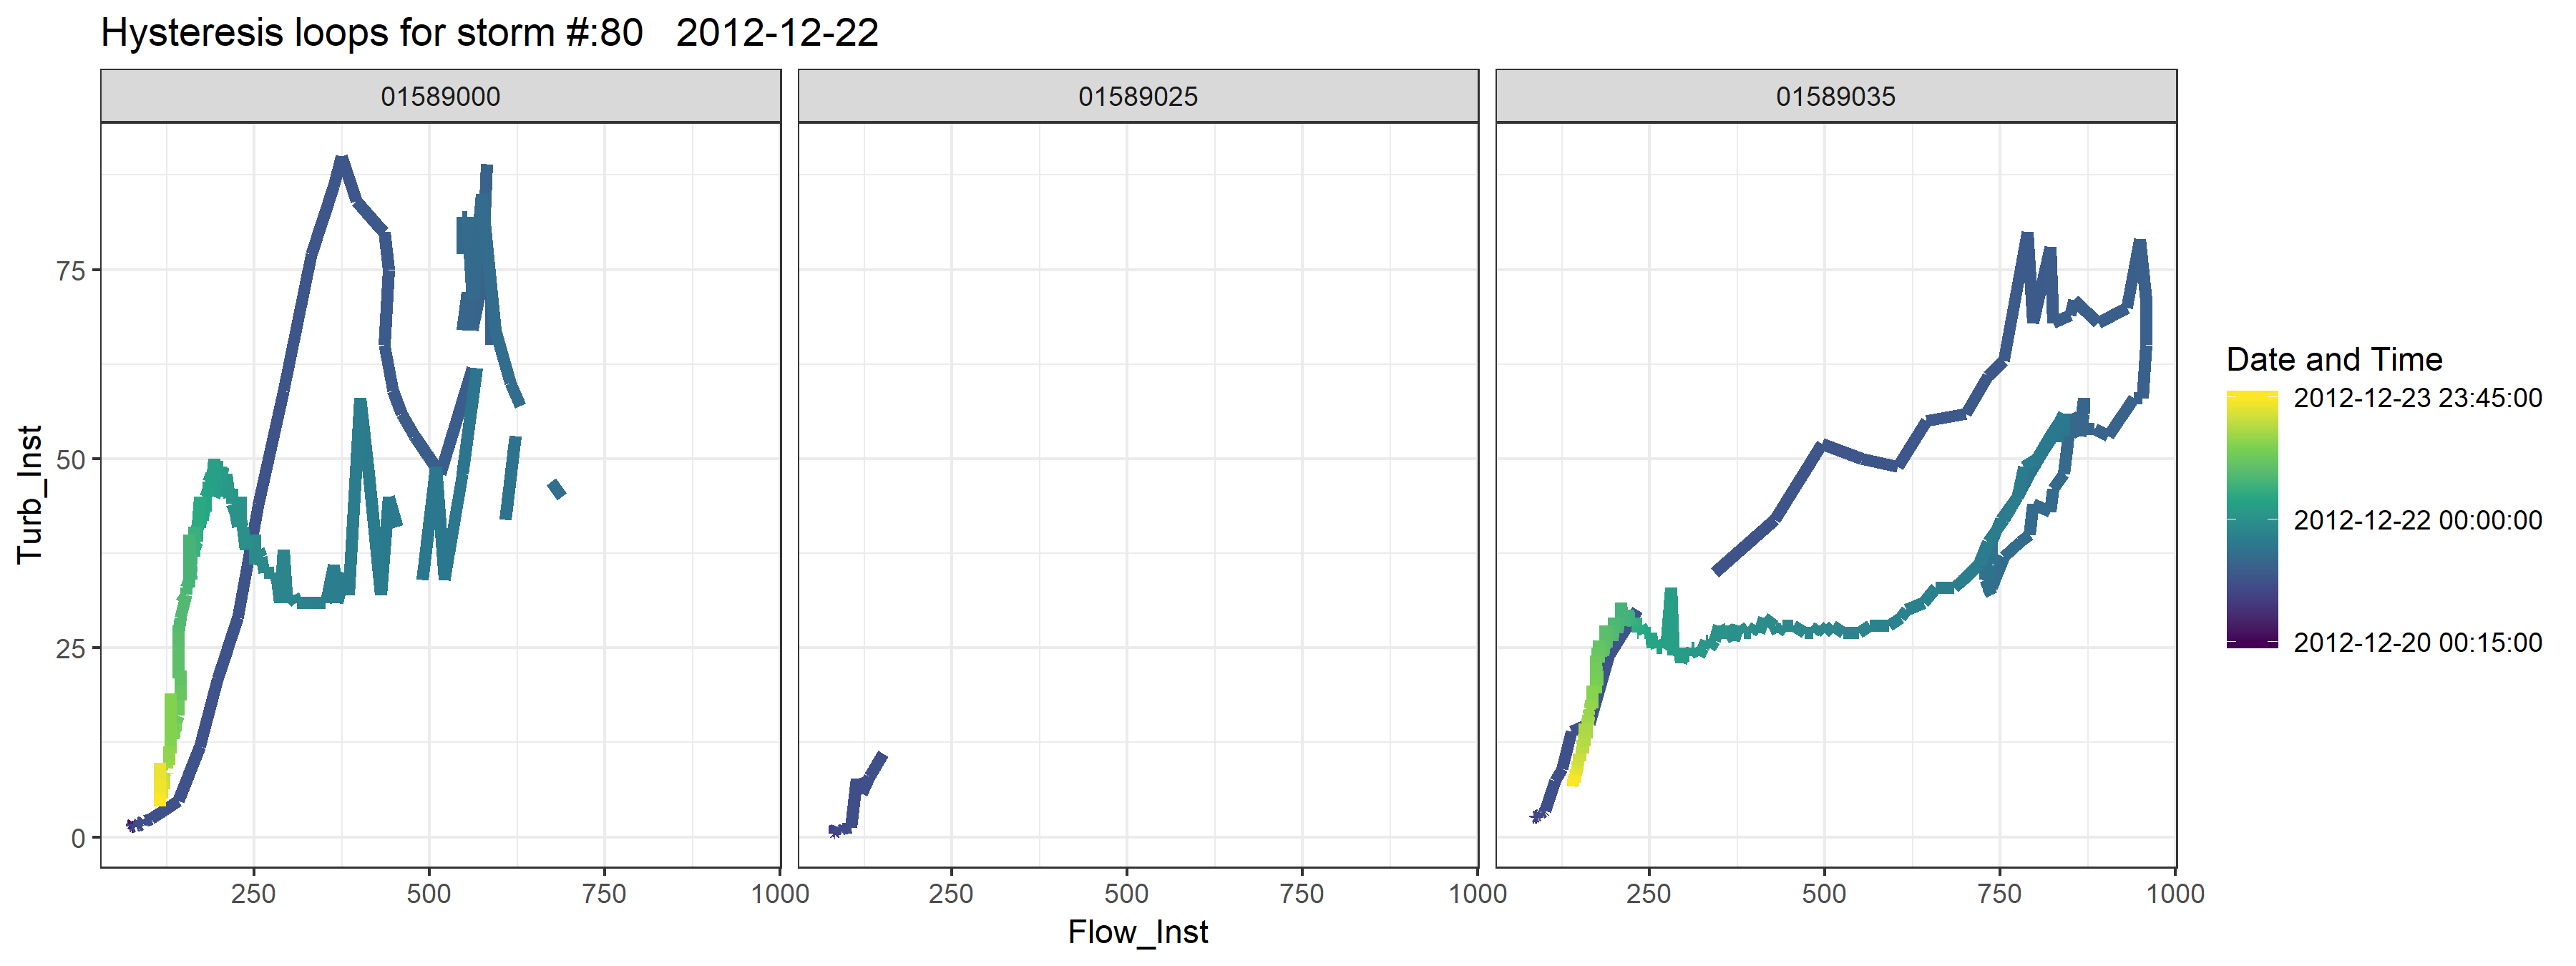 Hysteresis loops for storm #:80   2012-12-22
01589000
01589025
01589035
Turb_Inst
75
50
25
0
250 500 750 1000
250 500 750 1000
250 500 750 1000
Flow_Inst
Date and Time
2012-12-23 23:45:00
2012-12-22 00:00:00
2012-12-20 00:15:00